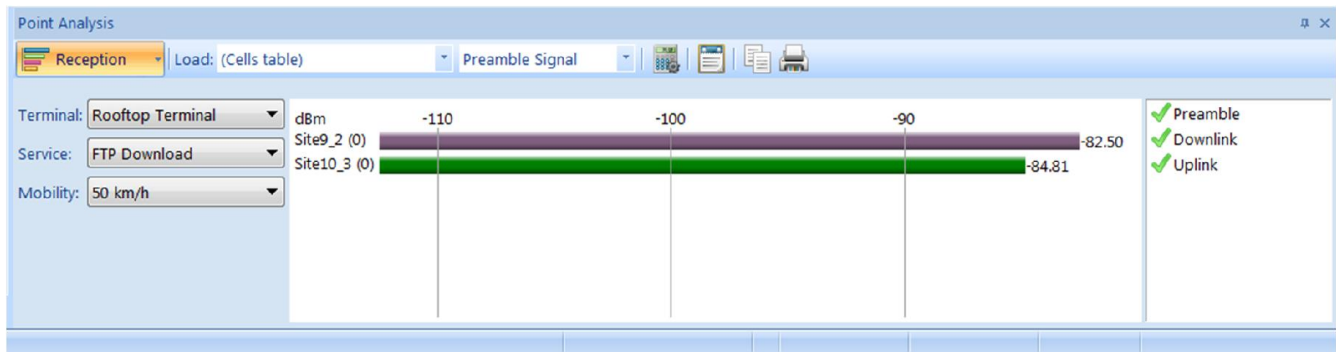 Point Analysis
Reception Load: (Cells table) Preamble Signal
Terminal: Rooftop Terminal
Service: FTP Download
Mobility: 50 km/h
dBm -110 -100 -90
Site9_2 (0) -82.50
Site10_3 (0) -84.81
Preamble
Downlink
Uplink